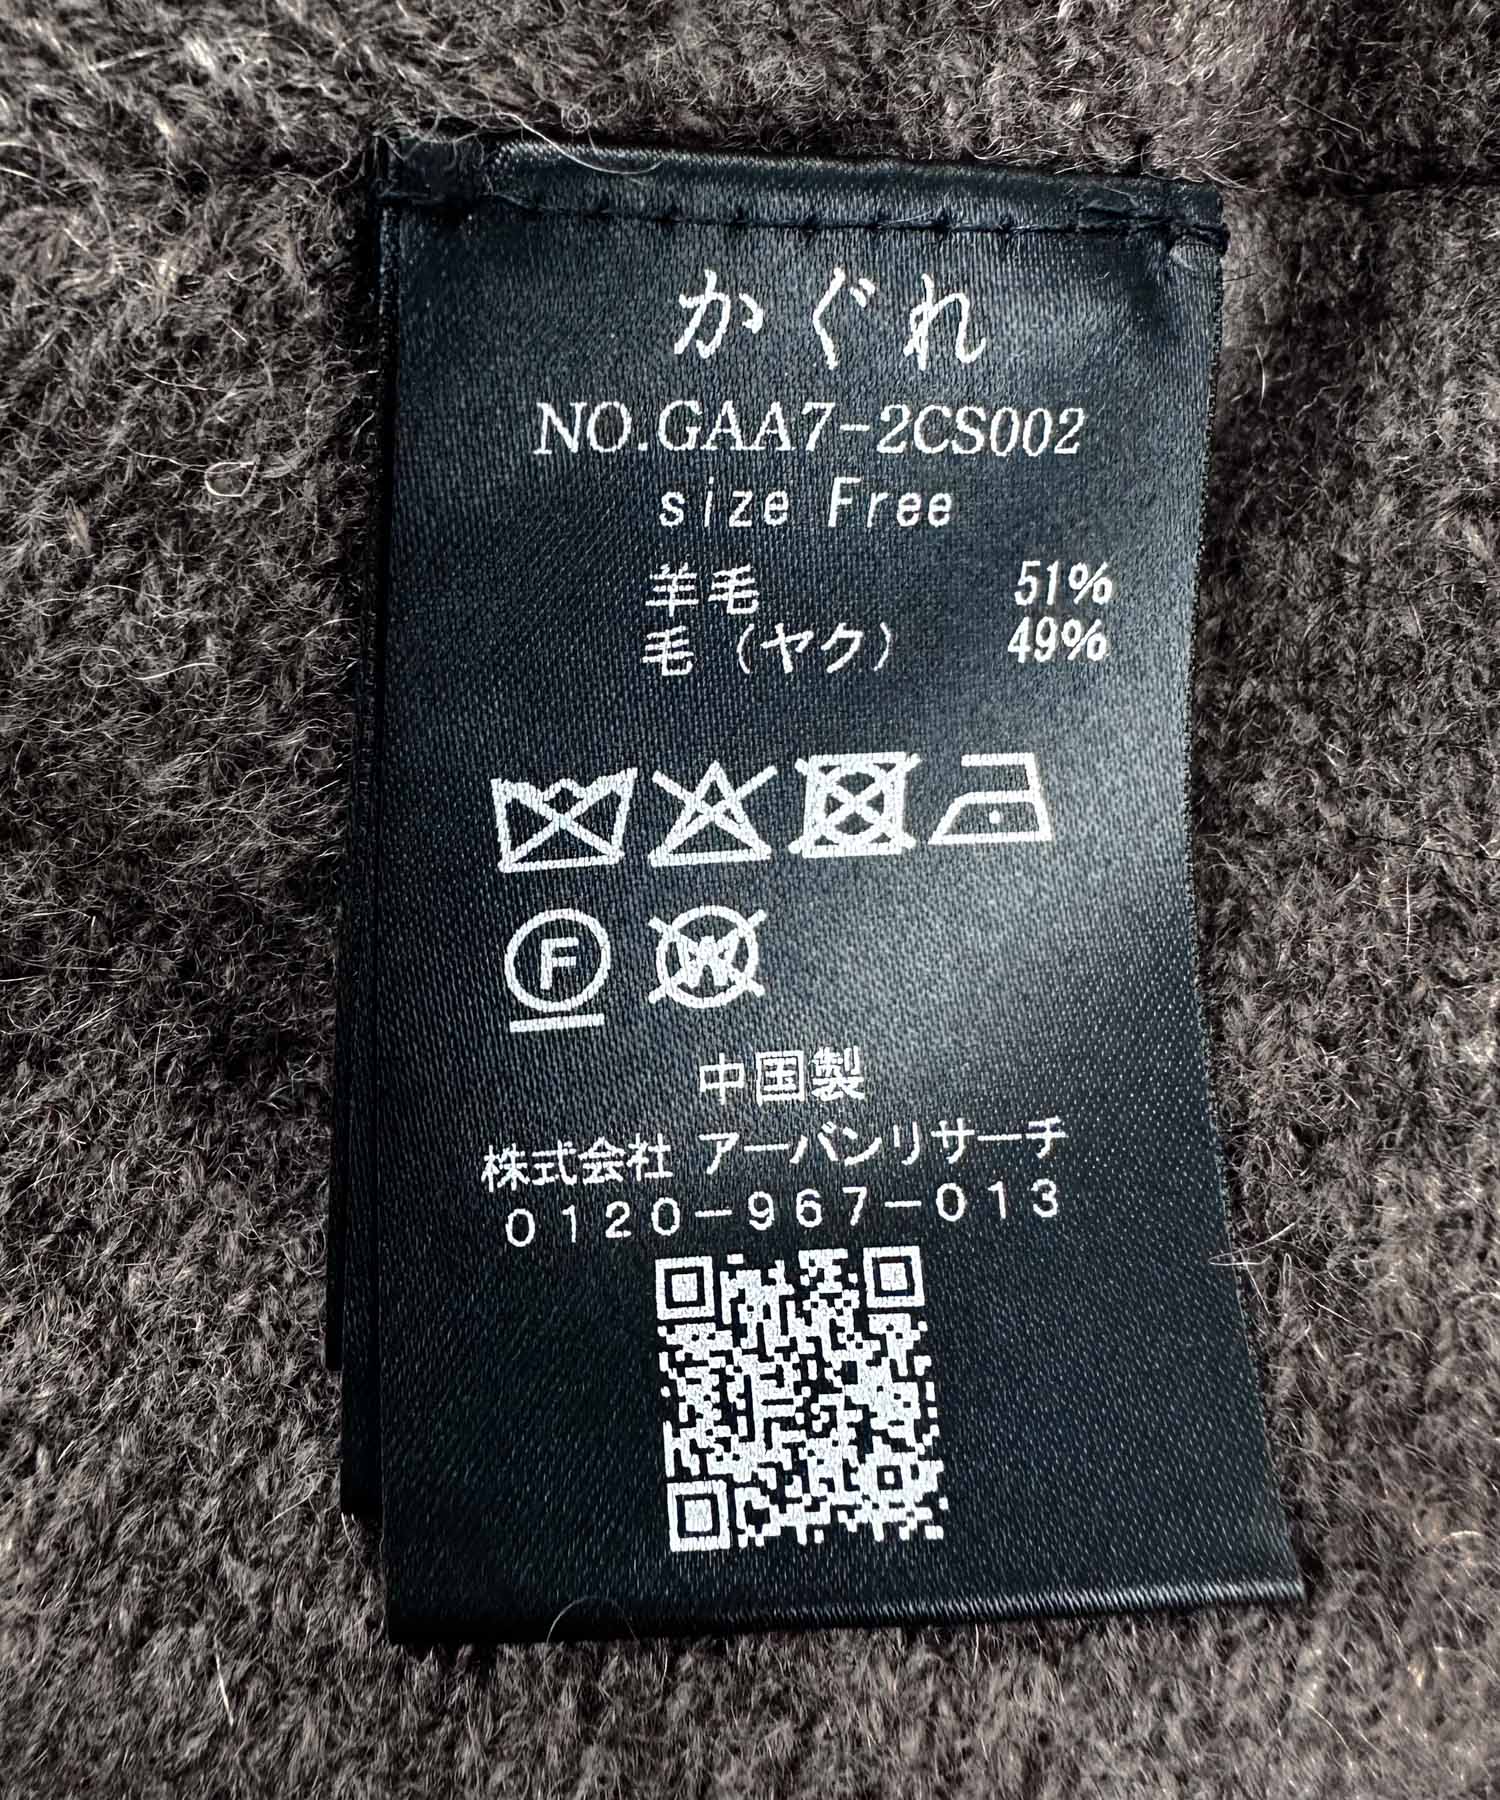 かぐれ
NO.GAA7-2CS002
size Free
羊毛 51%
毛（ヤク） 49%
F W
中国製
株式会社 アーバンリサーチ
0120-967-013